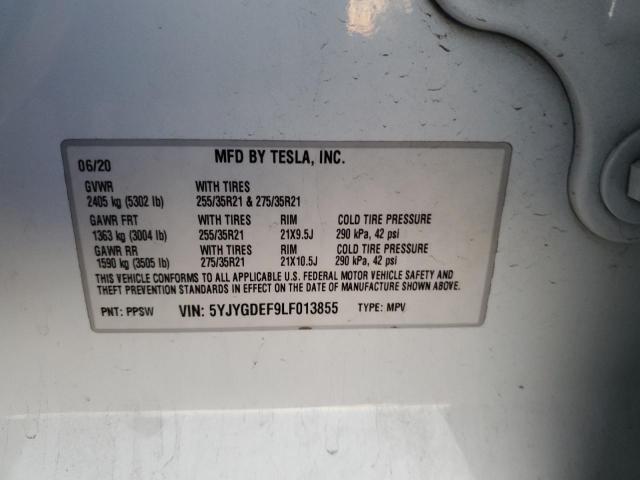 MFD BY TESLA, INC.
06/20
GVWR WITH TIRES
2405 kg (5302 lb) 255/35R21 & 275/35R21
GAWR FRT WITH TIRES RIM COLD TIRE PRESSURE
1363 kg (3004 lb) 255/35R21 21X9.5J 290 kPa, 42 psi
GAWR RR WITH TIRES RIM COLD TIRE PRESSURE
1590 kg (3505 lb) 275/35R21 21X10.5J 290 kPa, 42 psi
THIS VEHICLE CONFORMS TO ALL APPLICABLE U.S. FEDERAL MOTOR VEHICLE SAFETY AND
THEFT PREVENTION STANDARDS IN EFFECT ON THE DATE OF MANUFACTURE SHOWN ABOVE.
PNT: PPSW VIN: 5YJYGDEF9LF013855 TYPE: MPV